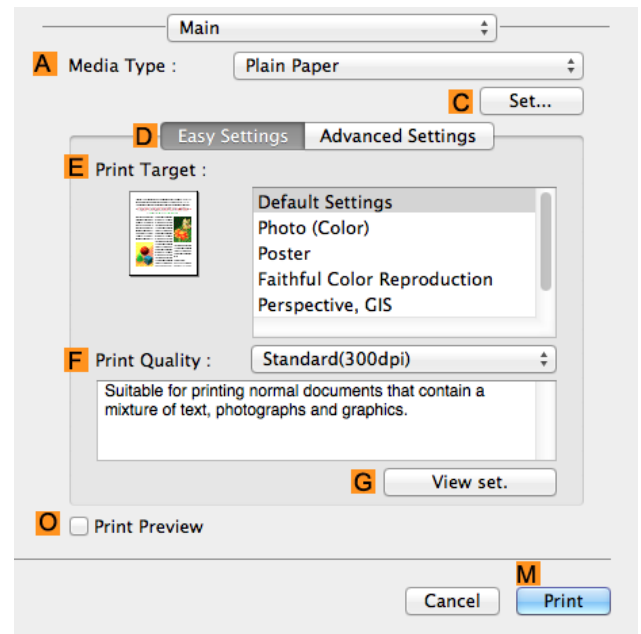 Main
A Media Type : Plain Paper
C Set...
D Easy Settings Advanced Settings
E Print Target :
Default Settings
Photo (Color)
Poster
Faithful Color Reproduction
Perspective, GIS
F Print Quality : Standard(300dpi)
Suitable for printing normal documents that contain a
mixture of text, photographs and graphics.
G View set.
O Print Preview
M
Cancel Print